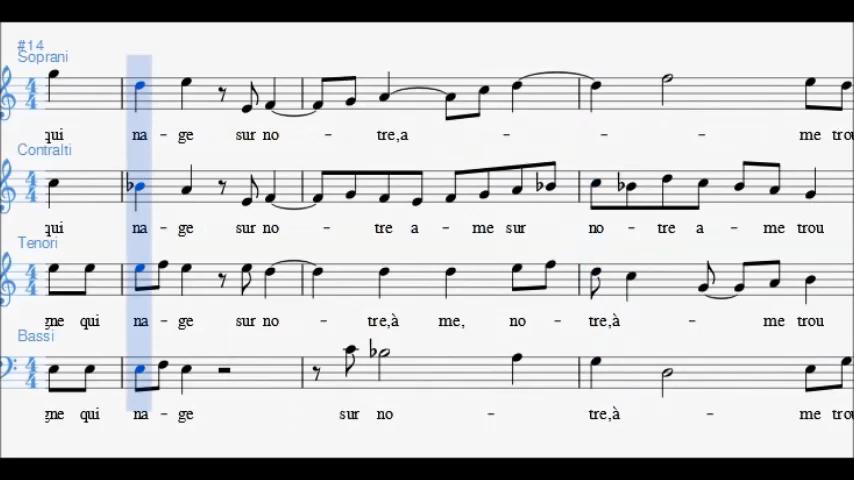 #14
Soprani
qui na - ge sur no - tre,a - - - me trou
Contralti
qui na - ge sur no - tre a - me sur no - tre a - me trou
Tenori
gne qui na - ge sur no - tre,à me, no - tre,à - me trou
Bassi
gne qui na - ge sur no - tre,à - me trou